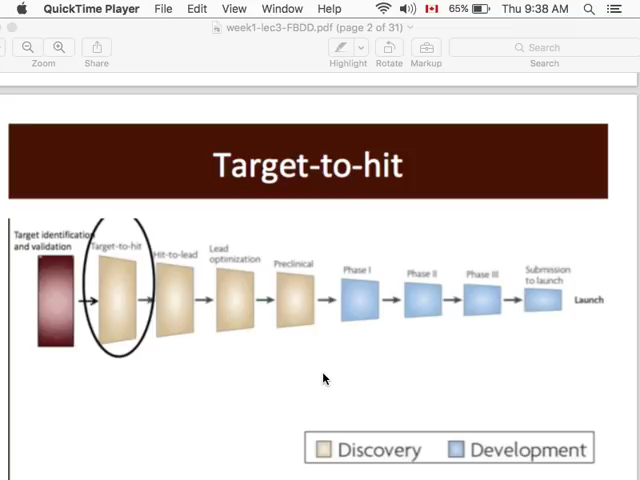 QuickTime Player File Edit View Window Help 65% Thu 9:38 AM
week1-lec3-FBDD.pdf (page 2 of 31)
Search
Zoom Share Highlight Rotate Markup Search
Target-to-hit
Target identification
and validation
Target-to-hit
Hit-to-lead
Lead
optimization
Preclinical
Phase I
Phase II
Phase III
Submission
to launch
Launch
Discovery Development